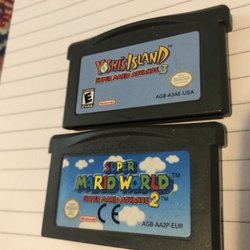 YOSHI'S ISLAND
SUPER MARIO ADVANCE 3
E
Nintendo
AGB-A3AE-USA
SUPER
MARIO WORLD
SUPER MARIO ADVANCE 2
CE
Nintendo
AGB-AA2P-EUR